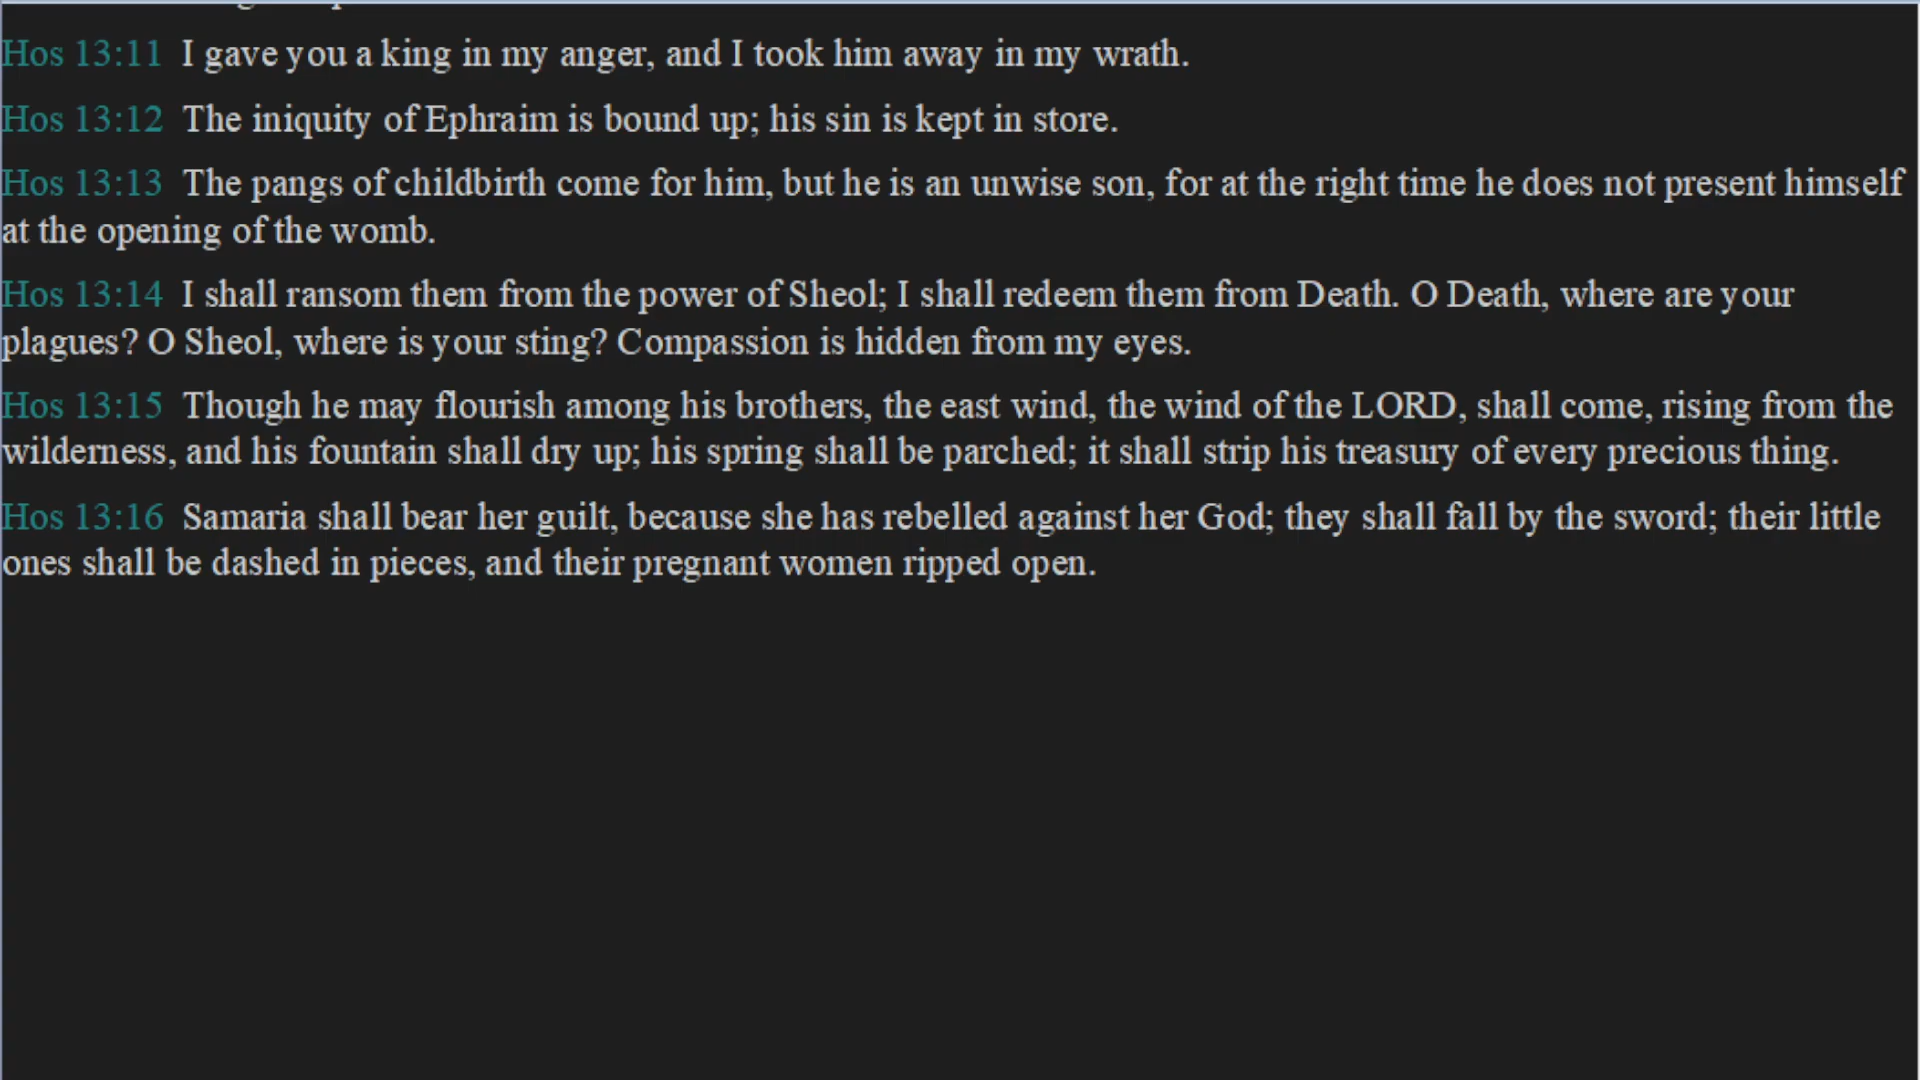 Hos 13:11 I gave you a king in my anger, and I took him away in my wrath.
Hos 13:12 The iniquity of Ephraim is bound up; his sin is kept in store.
Hos 13:13 The pangs of childbirth come for him, but he is an unwise son, for at the right time he does not present himself
at the opening of the womb.
Hos 13:14 I shall ransom them from the power of Sheol; I shall redeem them from Death. O Death, where are your
plagues? O Sheol, where is your sting? Compassion is hidden from my eyes.
Hos 13:15 Though he may flourish among his brothers, the east wind, the wind of the LORD, shall come, rising from the
wilderness, and his fountain shall dry up; his spring shall be parched; it shall strip his treasury of every precious thing.
Hos 13:16 Samaria shall bear her guilt, because she has rebelled against her God; they shall fall by the sword; their little
ones shall be dashed in pieces, and their pregnant women ripped open.